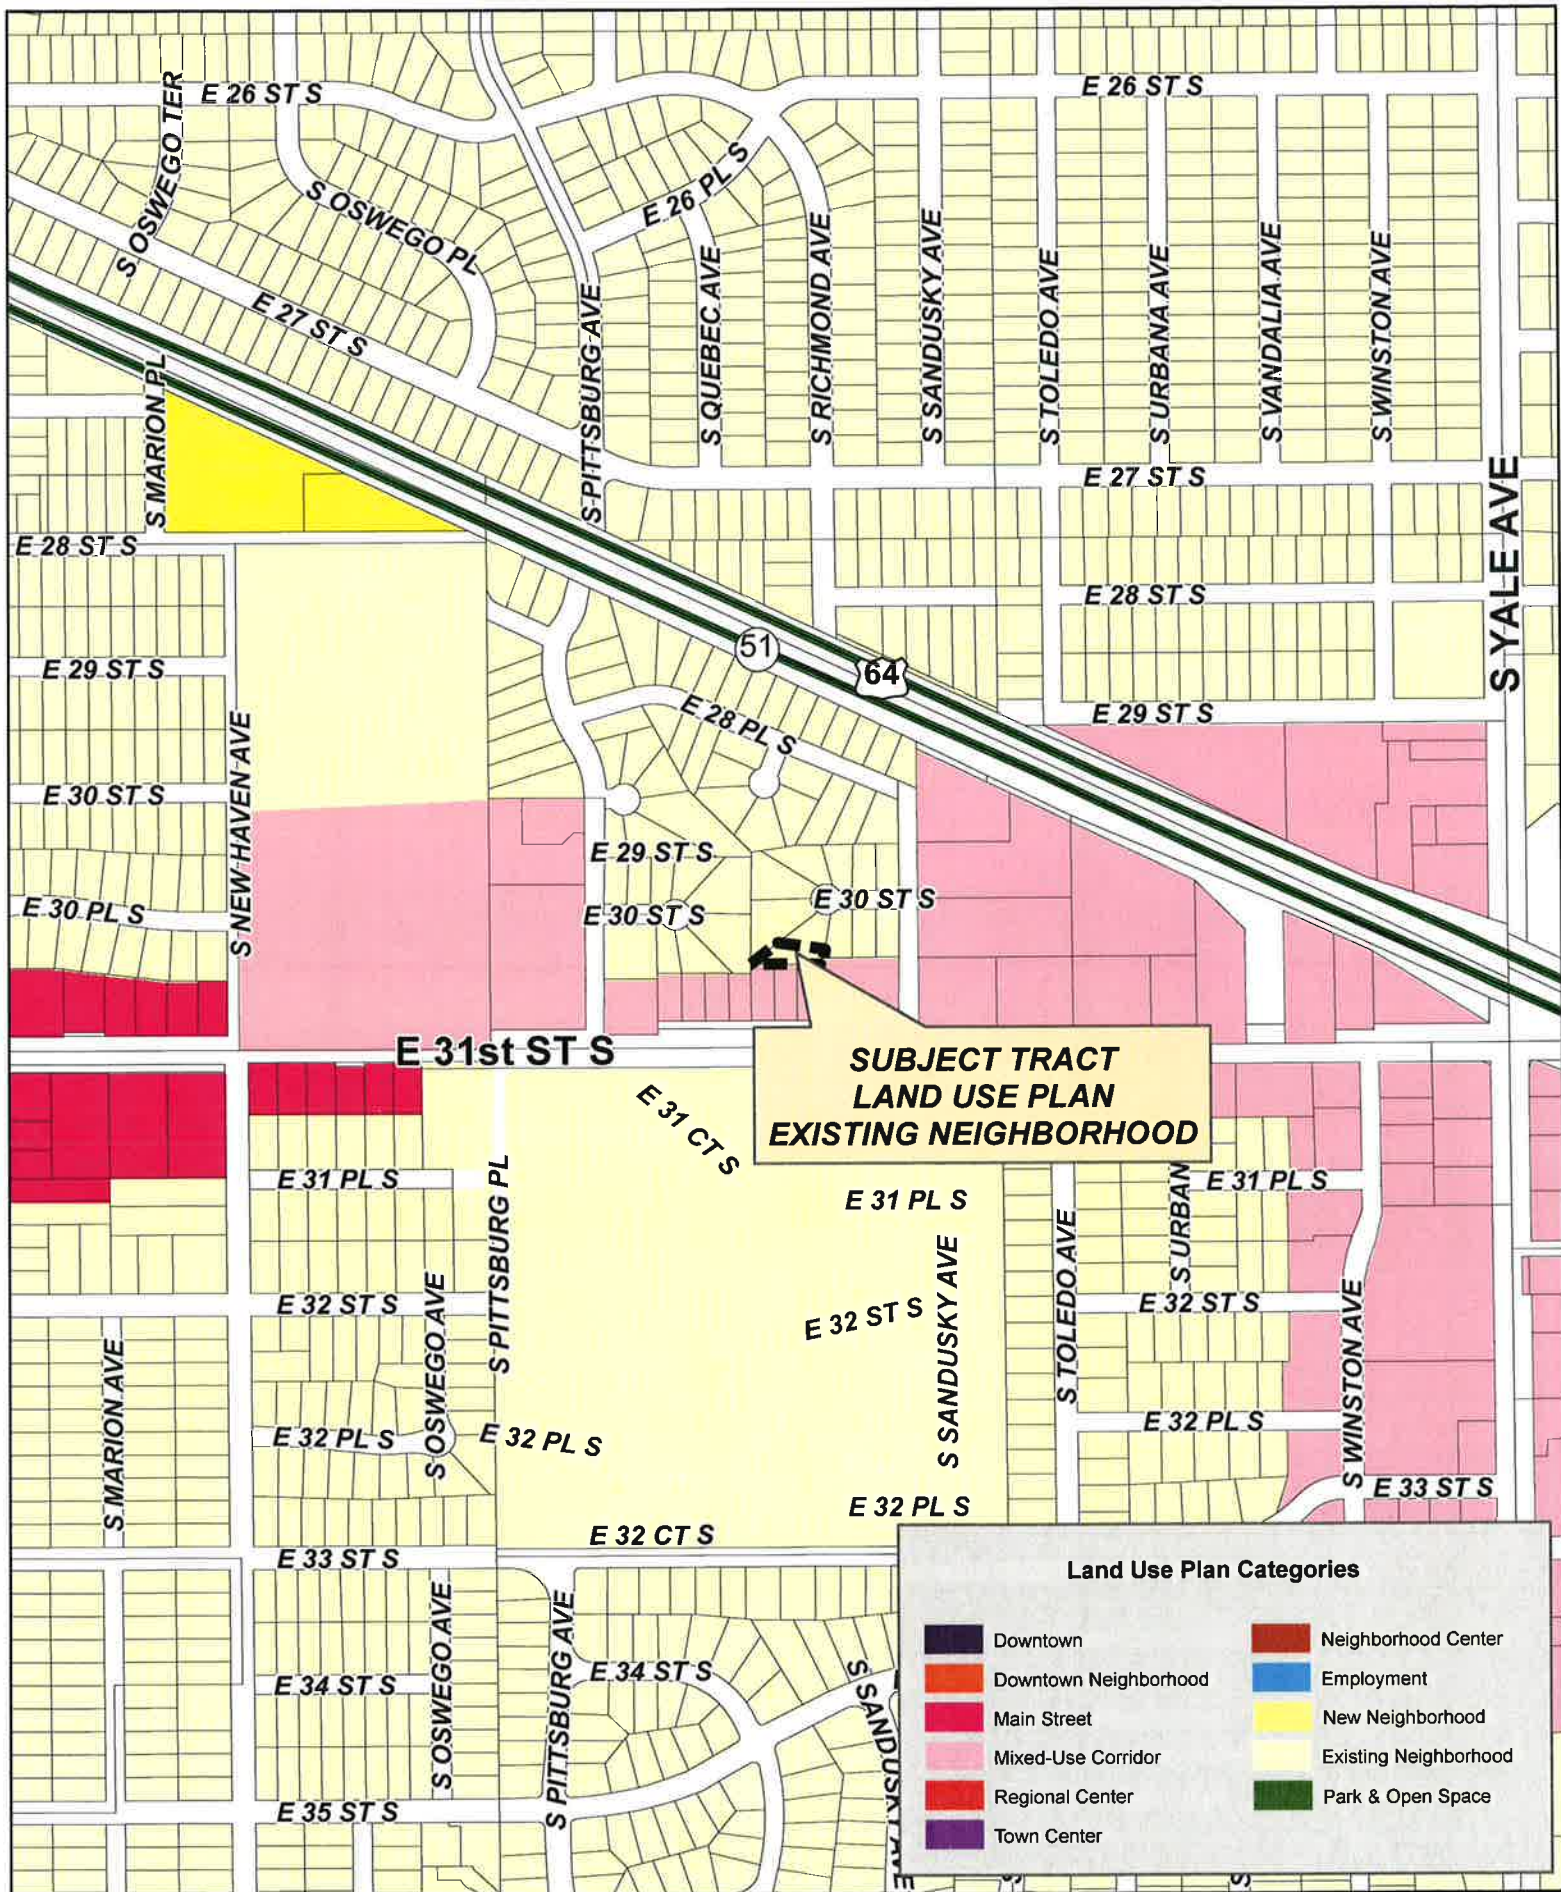 E 26 ST S
E 26 ST S
S OSWEGO TER
S OSWEGO PL
E 26 PL S
E 27 ST S
S PITTSBURG AVE
S QUEBEC AVE
S RICHMOND AVE
S SANDUSKY AVE
S TOLEDO AVE
S URBANA AVE
S VANDALIA AVE
S WINSTON AVE
S MARION PL
E 27 ST S
S YALE AVE
E 28 ST S
E 28 ST S
51
64
E 29 ST S
E 28 PL S
E 29 ST S
E 30 ST S
S NEW HAVEN AVE
E 29 ST S
E 30 PL S
E 30 ST S
E 30 ST S
E 31st ST S
SUBJECT TRACT
LAND USE PLAN
EXISTING NEIGHBORHOOD
E 31 CT S
E 31 PL S
S PITTSBURG PL
E 31 PL S
S URBAN
E 31 PL S
S OSWEGO AVE
E 32 ST S
E 32 ST S
S SANDUSKY AVE
S TOLEDO AVE
E 32 ST S
S WINSTON AVE
S MARION AVE
E 32 PL S
E 32 PL S
E 32 PL S
E 33 ST S
E 32 PL S
E 32 CT S
E 33 ST S
S OSWEGO AVE
S PITTSBURG AVE
E 34 ST S
E 34 ST S
S SANDUSKY AVE
E 35 ST S
Land Use Plan Categories
Downtown
Downtown Neighborhood
Main Street
Mixed-Use Corridor
Regional Center
Town Center
Neighborhood Center
Employment
New Neighborhood
Existing Neighborhood
Park & Open Space
S
S